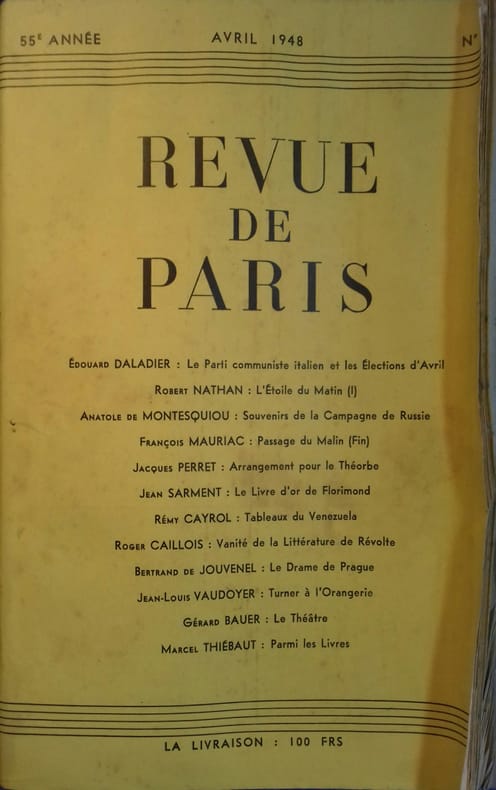 55E ANNÉE AVRIL 1948 N°
REVUE
DE
PARIS
ÉDOUARD DALADIER : Le Parti communiste italien et les Élections d'Avril
ROBERT NATHAN : L'Étoile du Matin (I)
ANATOLE DE MONTESQUIOU : Souvenirs de la Campagne de Russie
FRANÇOIS MAURIAC : Passage du Malin (Fin)
JACQUES PERRET : Arrangement pour le Théorbe
JEAN SARMENT : Le Livre d'or de Florimond
RÉMY CAYROL : Tableaux du Venezuela
ROGER CAILLOIS : Vanité de la Littérature de Révolte
BERTRAND DE JOUVENEL : Le Drame de Prague
JEAN-LOUIS VAUDOYER : Turner à l'Orangerie
GÉRARD BAUER : Le Théâtre
MARCEL THIÉBAUT : Parmi les Livres
LA LIVRAISON : 100 FRS